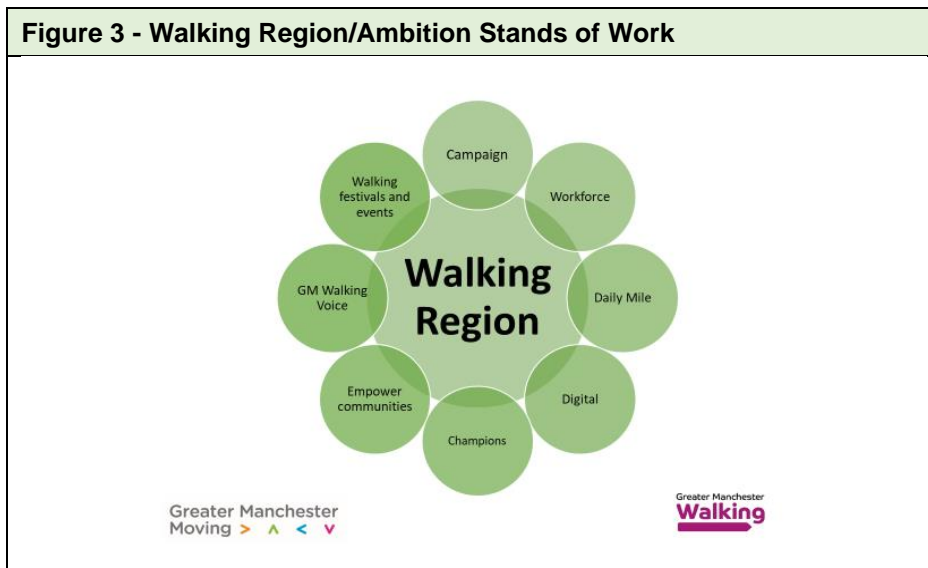 Figure 3 - Walking Region/Ambition Stands of Work
Campaign
Workforce
Daily Mile
Digital
Champions
Empower
communities
GM Walking
Voice
Walking
festivals and
events
Walking
Region
Greater Manchester
Moving > ∧ < ∨
Greater Manchester
Walking